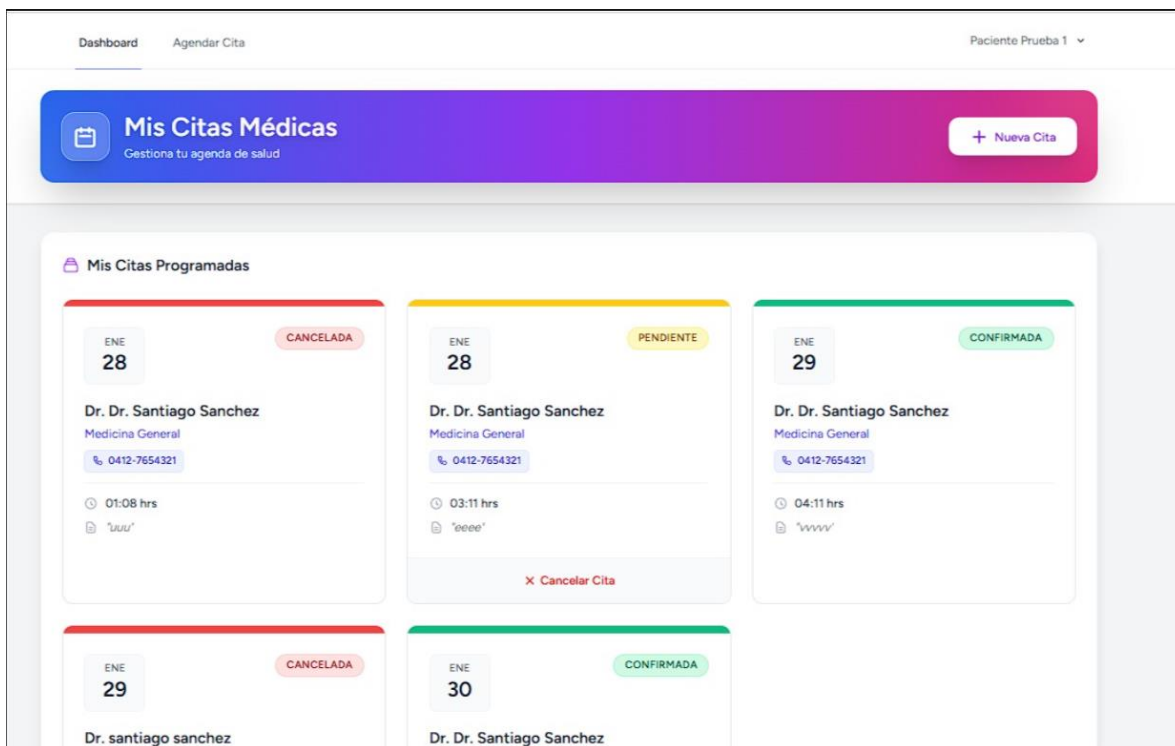 Dashboard
Agendar Cita
Paciente Prueba 1
Mis Citas Médicas
Gestiona tu agenda de salud
+ Nueva Cita
Mis Citas Programadas
ENE
28
CANCELADA
Dr. Dr. Santiago Sanchez
Medicina General
0412-7654321
01:08 hrs
"uuu"
ENE
28
PENDIENTE
Dr. Dr. Santiago Sanchez
Medicina General
0412-7654321
03:11 hrs
"eeee"
× Cancelar Cita
ENE
29
CONFIRMADA
Dr. Dr. Santiago Sanchez
Medicina General
0412-7654321
04:11 hrs
"vvvvv"
ENE
29
CANCELADA
Dr. santiago sanchez
ENE
30
CONFIRMADA
Dr. Dr. Santiago Sanchez